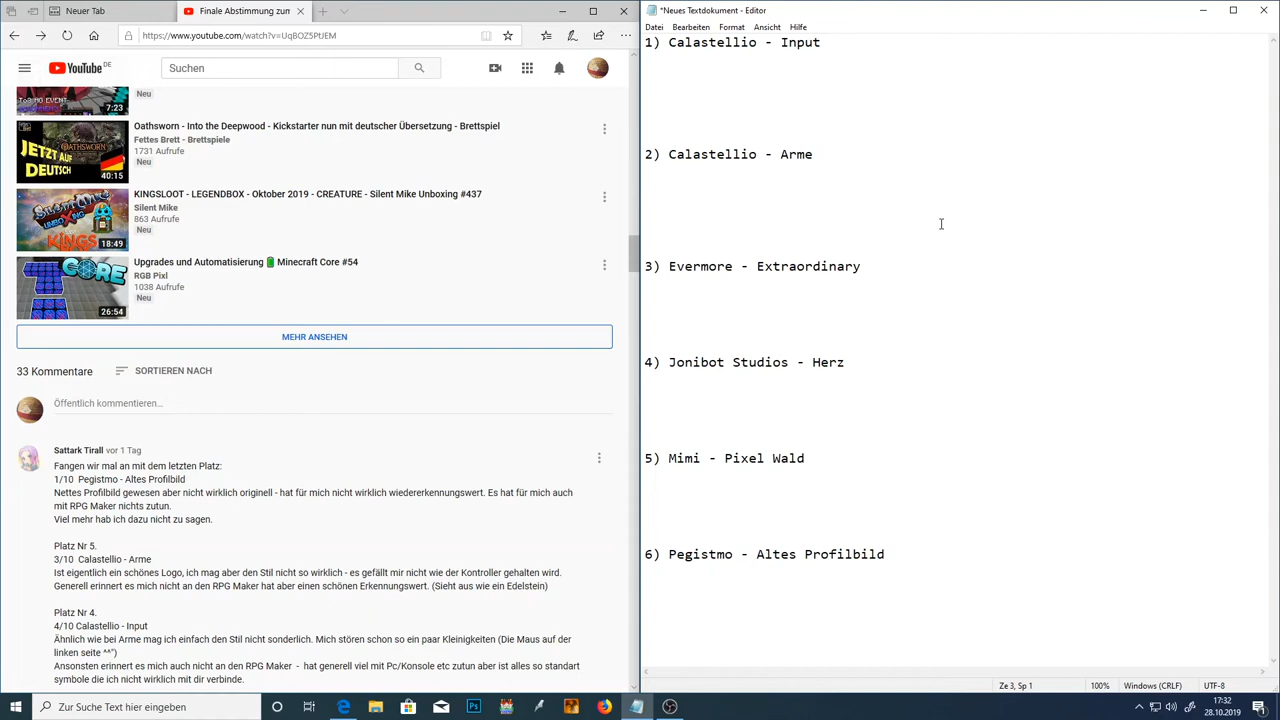 Neuer Tab
Finale Abstimmung zum
https://www.youtube.com/watch?v=UqBOZ5PtJEM
YouTube DE
Suchen
7:23
Neu
Oathsworn - Into the Deepwood - Kickstarter nun mit deutscher Übersetzung - Brettspiel
Fettes Brett - Brettspiele
1731 Aufrufe
Neu
OATHSWORN
JETZT AUF
DEUTSCH
40:15
KINGSLOOT - LEGENDBOX - Oktober 2019 - CREATURE - Silent Mike Unboxing #437
Silent Mike
863 Aufrufe
Neu
UNBOXING
KINGS
18:49
Upgrades und Automatisierung Minecraft Core #54
RGB Pixl
1038 Aufrufe
Neu
CORE
26:54
MEHR ANSEHEN
33 Kommentare
SORTIEREN NACH
Öffentlich kommentieren...
Sattark Tirall vor 1 Tag
Fangen wir mal an mit dem letzten Platz:
1/10 Pegistmo - Altes Profilbild
Nettes Profilbild gewesen aber nicht wirklich originell - hat für mich nicht wirklich wiedererkennungswert. Es hat für mich auch
mit RPG Maker nichts zutun.
Viel mehr hab ich dazu nicht zu sagen.
Platz Nr 5.
3/10 Calastellio - Arme
Ist eigentlich ein schönes Logo, ich mag aber den Stil nicht so wirklich - es gefällt mir nicht wie der Kontroller gehalten wird.
Generell erinnert es mich nicht an den RPG Maker hat aber einen schönen Erkennungswert. (Sieht aus wie ein Edelstein)
Platz Nr 4.
4/10 Calastellio - Input
Ähnlich wie bei Arme mag ich einfach den Stil nicht sonderlich. Mich stören schon so ein paar Kleinigkeiten (Die Maus auf der
linken seite ^^")
Ansonsten erinnert es mich auch nicht an den RPG Maker - hat generell viel mit Pc/Konsole etc zutun aber ist alles so standart
symbole die ich nicht wirklich mit dir verbinde.
*Neues Textdokument - Editor
Datei Bearbeiten Format Ansicht Hilfe
1) Calastellio - Input
2) Calastellio - Arme
3) Evermore - Extraordinary
4) Jonibot Studios - Herz
5) Mimi - Pixel Wald
6) Pegistmo - Altes Profilbild
Ze 3, Sp 1
100%
Windows (CRLF)
UTF-8
Zur Suche Text hier eingeben
17:32
28.10.2019